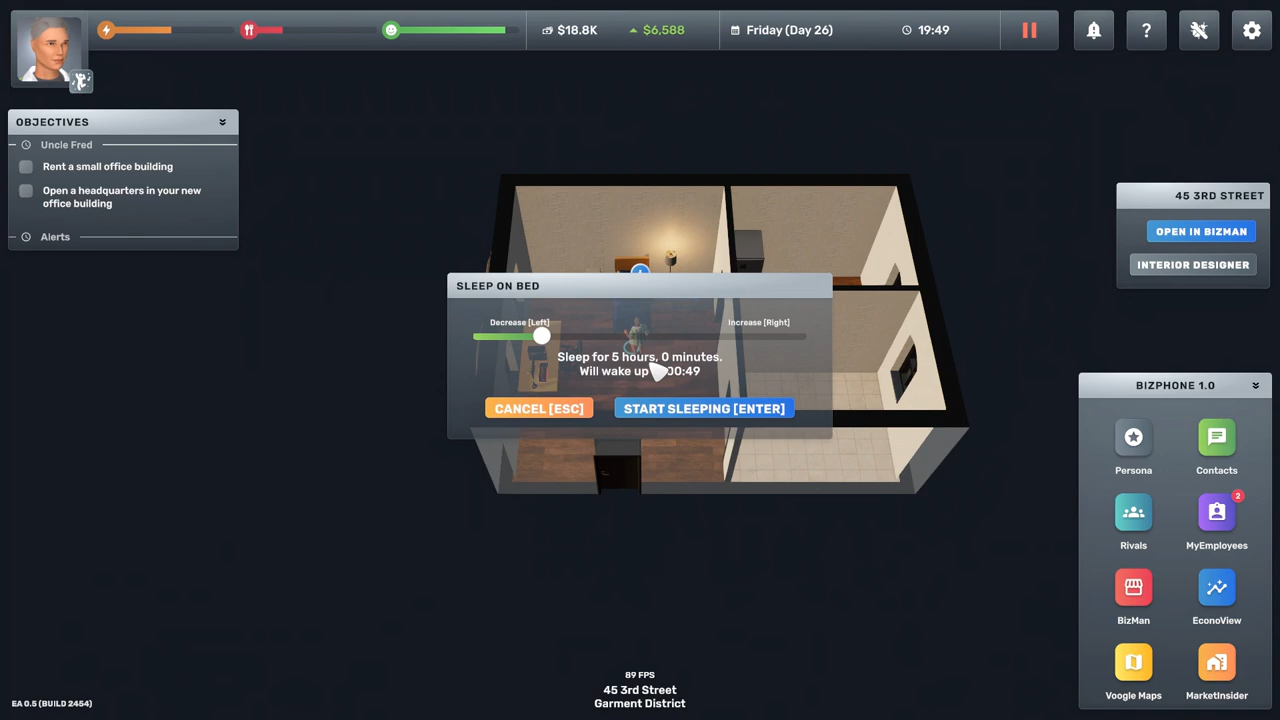 $18.8K
$6,588
Friday (Day 26)
19:49
OBJECTIVES
Uncle Fred
Rent a small office building
Open a headquarters in your new
office building
Alerts
45 3RD STREET
OPEN IN BIZMAN
INTERIOR DESIGNER
SLEEP ON BED
Decrease [Left]
Increase [Right]
Sleep for 5 hours, 0 minutes.
Will wake up 00:49
CANCEL [ESC]
START SLEEPING [ENTER]
BIZPHONE 1.0
Persona
Contacts
2
Rivals
MyEmployees
BizMan
EconoView
Voogle Maps
MarketInsider
89 FPS
45 3rd Street
Garment District
EA 0.5 (BUILD 2454)